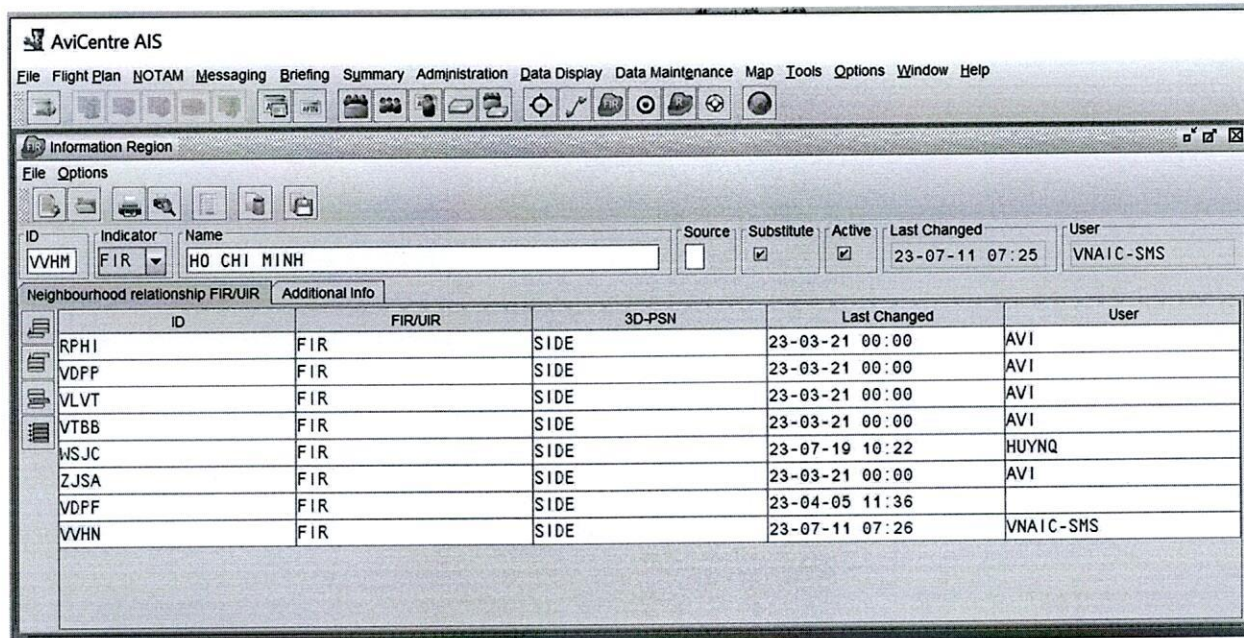 AviCentre AIS
File Flight Plan NOTAM Messaging Briefing Summary Administration Data Display Data Maintenance Map Tools Options Window Help
FIR R
Information Region
File Options
ID Indicator Name Source Substitute Active Last Changed User
VVHM FIR HO CHI MINH 23-07-11 07:25 VNAIC-SMS
Neighbourhood relationship FIR/UIR Additional Info
ID FIR/UIR 3D-PSN Last Changed User
RPHI FIR SIDE 23-03-21 00:00 AVI
VDPP FIR SIDE 23-03-21 00:00 AVI
VLVT FIR SIDE 23-03-21 00:00 AVI
VTBB FIR SIDE 23-03-21 00:00 AVI
WSJC FIR SIDE 23-07-19 10:22 HUYNQ
ZJSA FIR SIDE 23-03-21 00:00 AVI
VDPF FIR SIDE 23-04-05 11:36
VVHN FIR SIDE 23-07-11 07:26 VNAIC-SMS